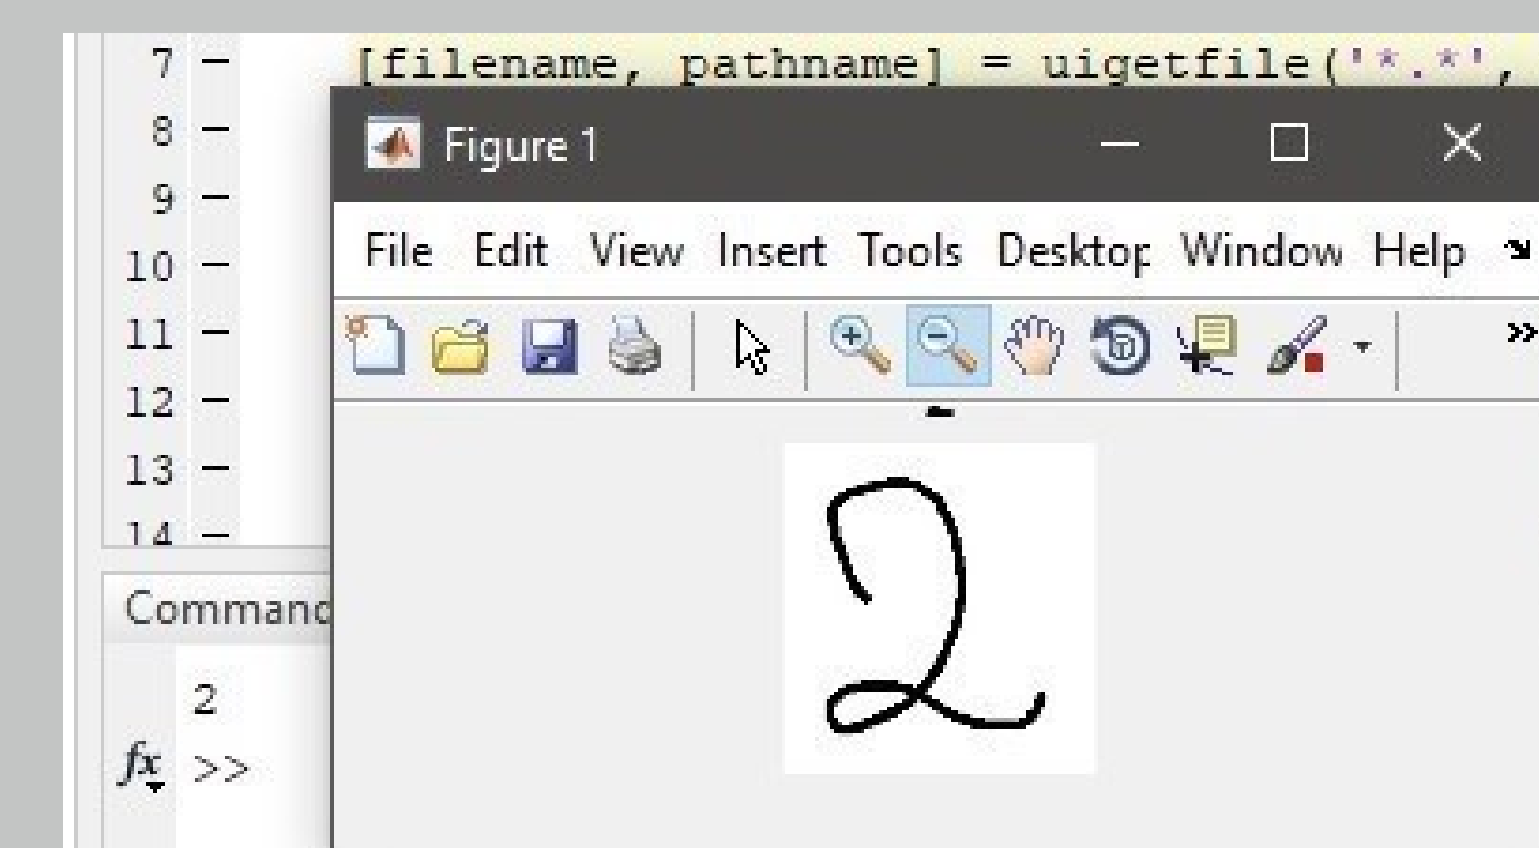 7 — [filename, pathname] = uigetfile('*.*',
8 —
9 —
10 —
11 —
12 —
13 —
14 —
Figure 1
File Edit View Insert Tools Desktop Window Help
2
Command
2
fx >>